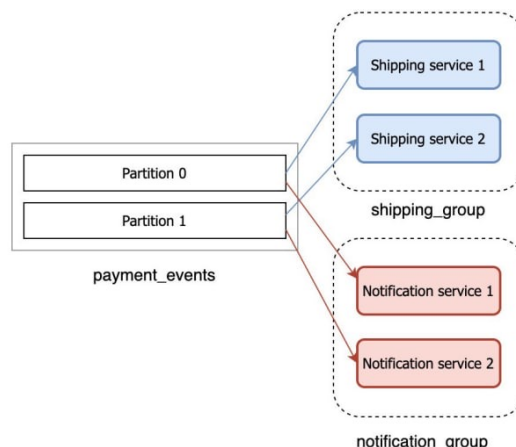 Shipping service 1
Shipping service 2
shipping_group
Partition 0
Partition 1
payment_events
Notification service 1
Notification service 2
notification_group